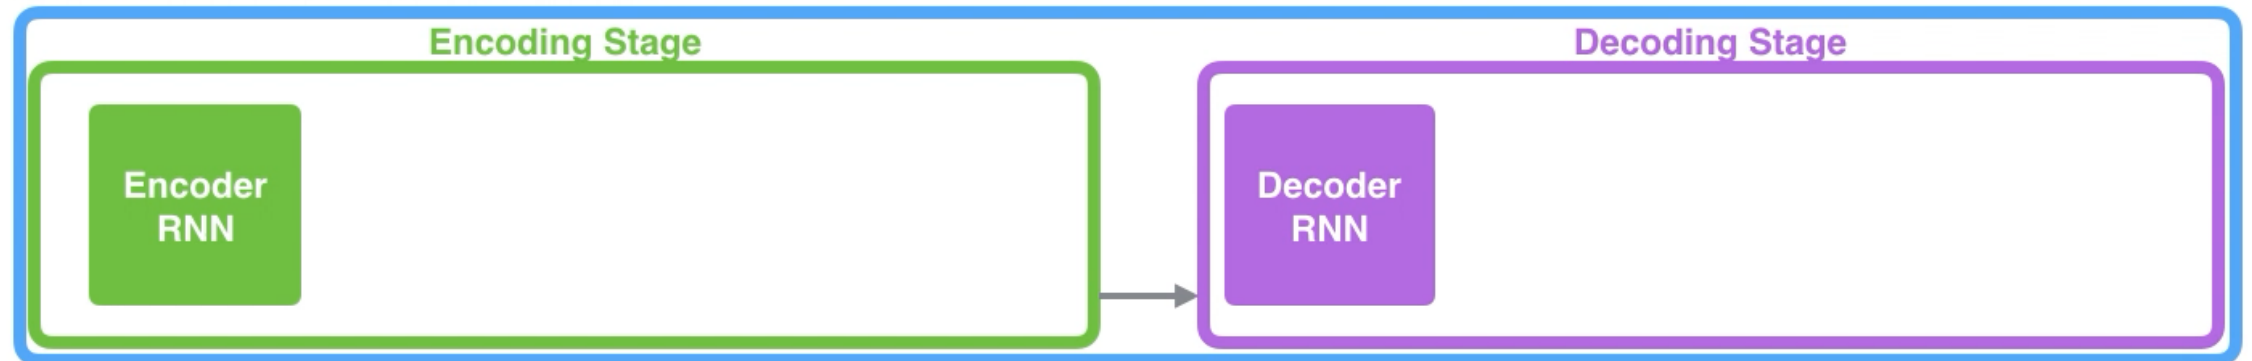 Encoding Stage
Decoding Stage
Encoder
RNN
Decoder
RNN